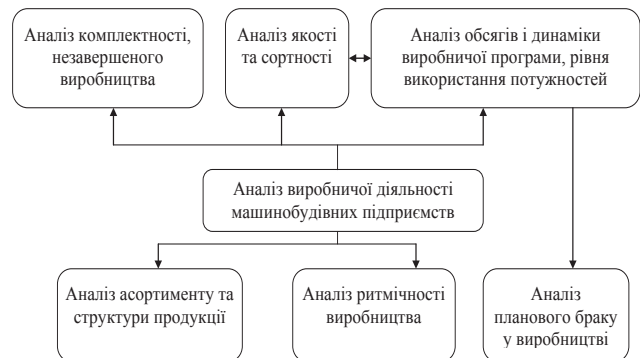 Аналіз комплектності,
незавершеного
виробництва
Аналіз якості
та сортності
Аналіз обсягів і динаміки
виробничої програми, рівня
використання потужностей
Аналіз виробничої діяльності
машинобудівних підприємств
Аналіз асортименту та
структури продукції
Аналіз ритмічності
виробництва
Аналіз
планового браку
у виробництві